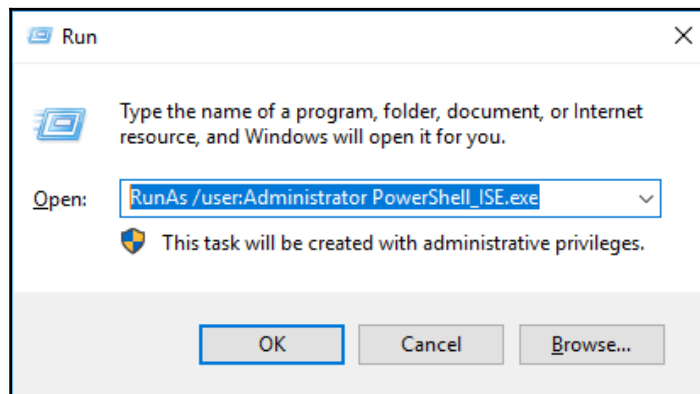 Run
Type the name of a program, folder, document, or Internet
resource, and Windows will open it for you.
Open: RunAs /user:Administrator PowerShell_ISE.exe
This task will be created with administrative privileges.
OK Cancel Browse...